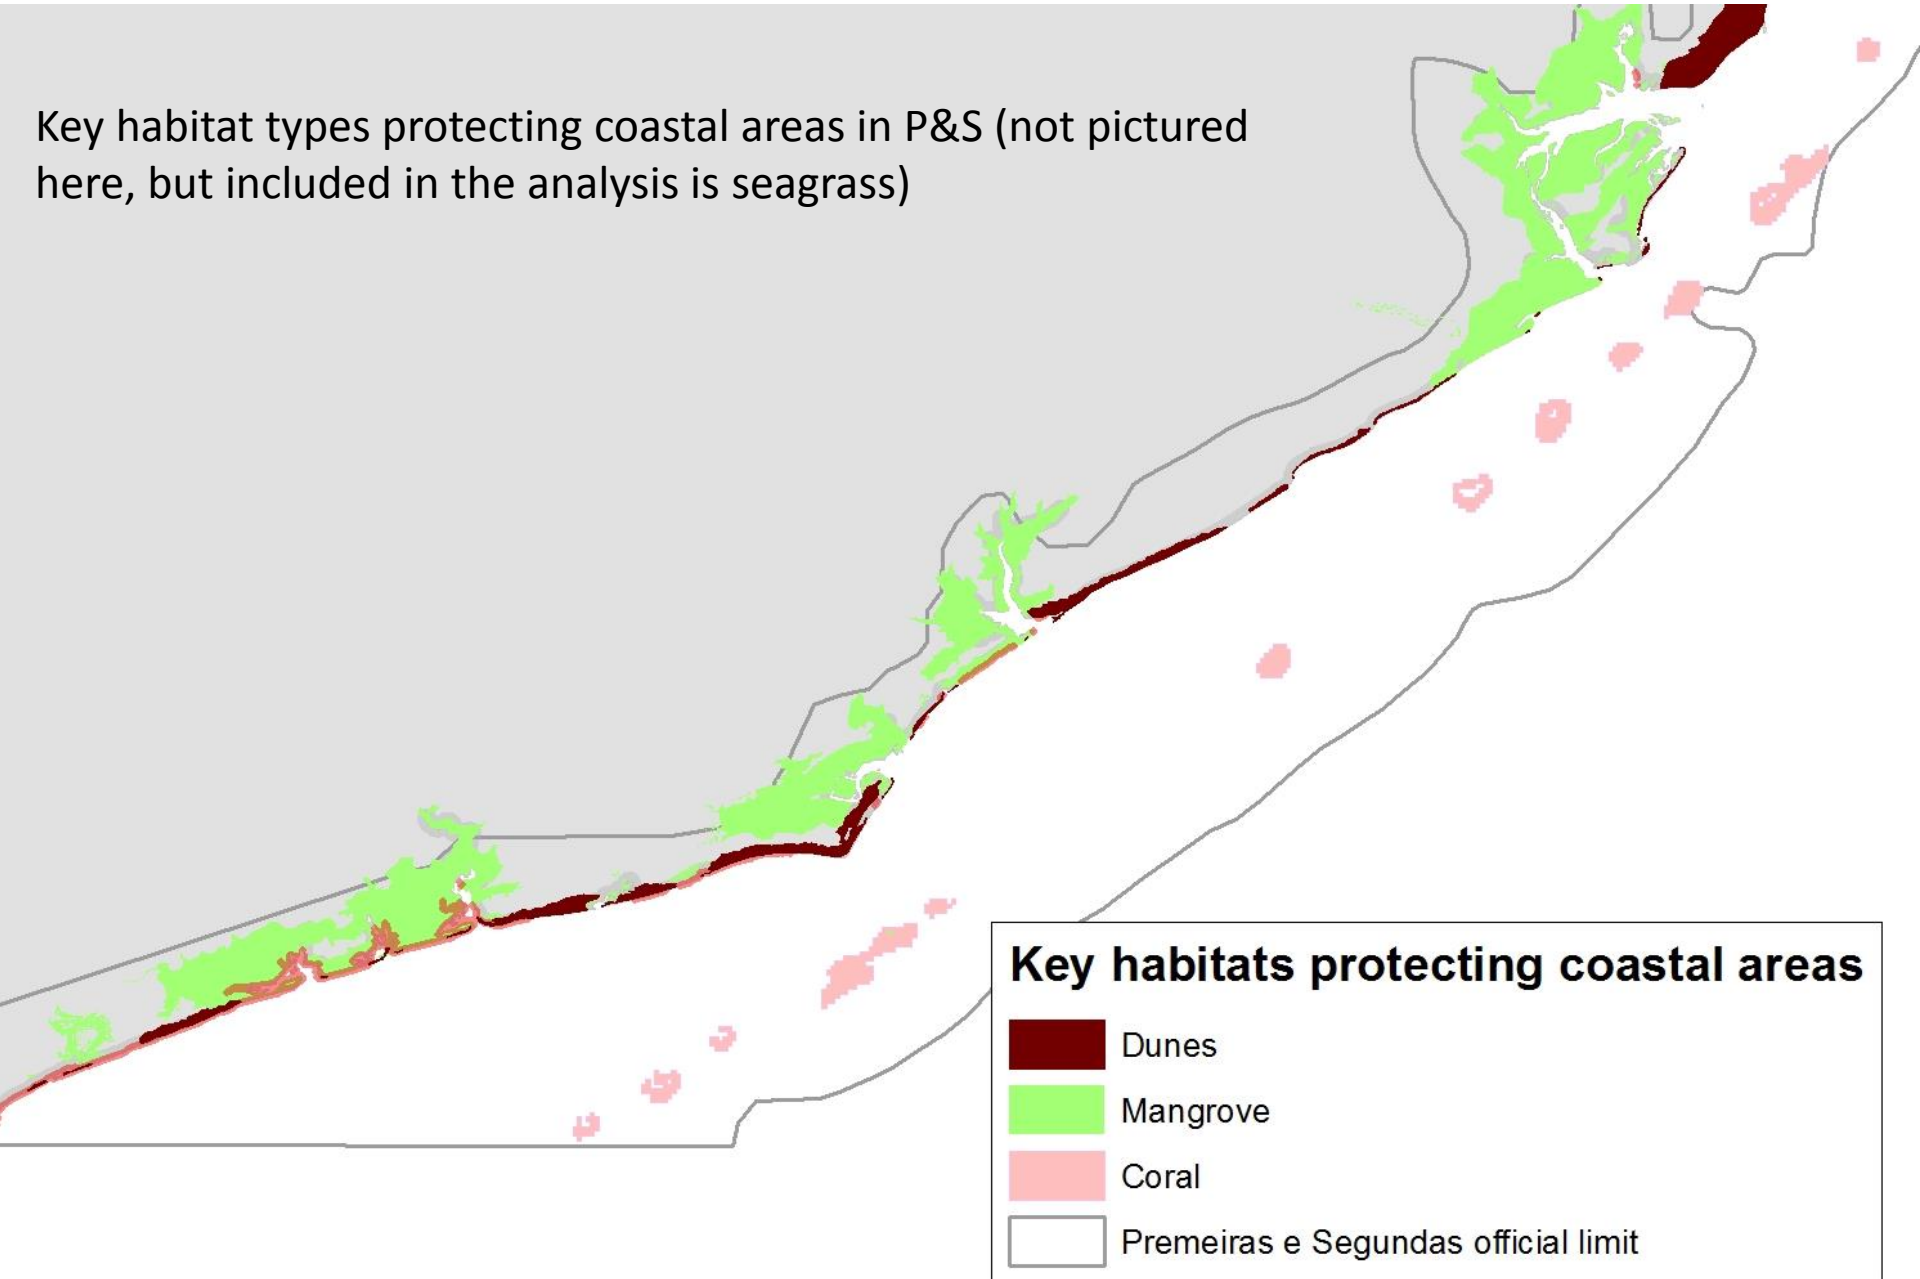 Key habitat types protecting coastal areas in P&S (not pictured
here, but included in the analysis is seagrass)
Key habitats protecting coastal areas
Dunes
Mangrove
Coral
Premeiras e Segundas official limit